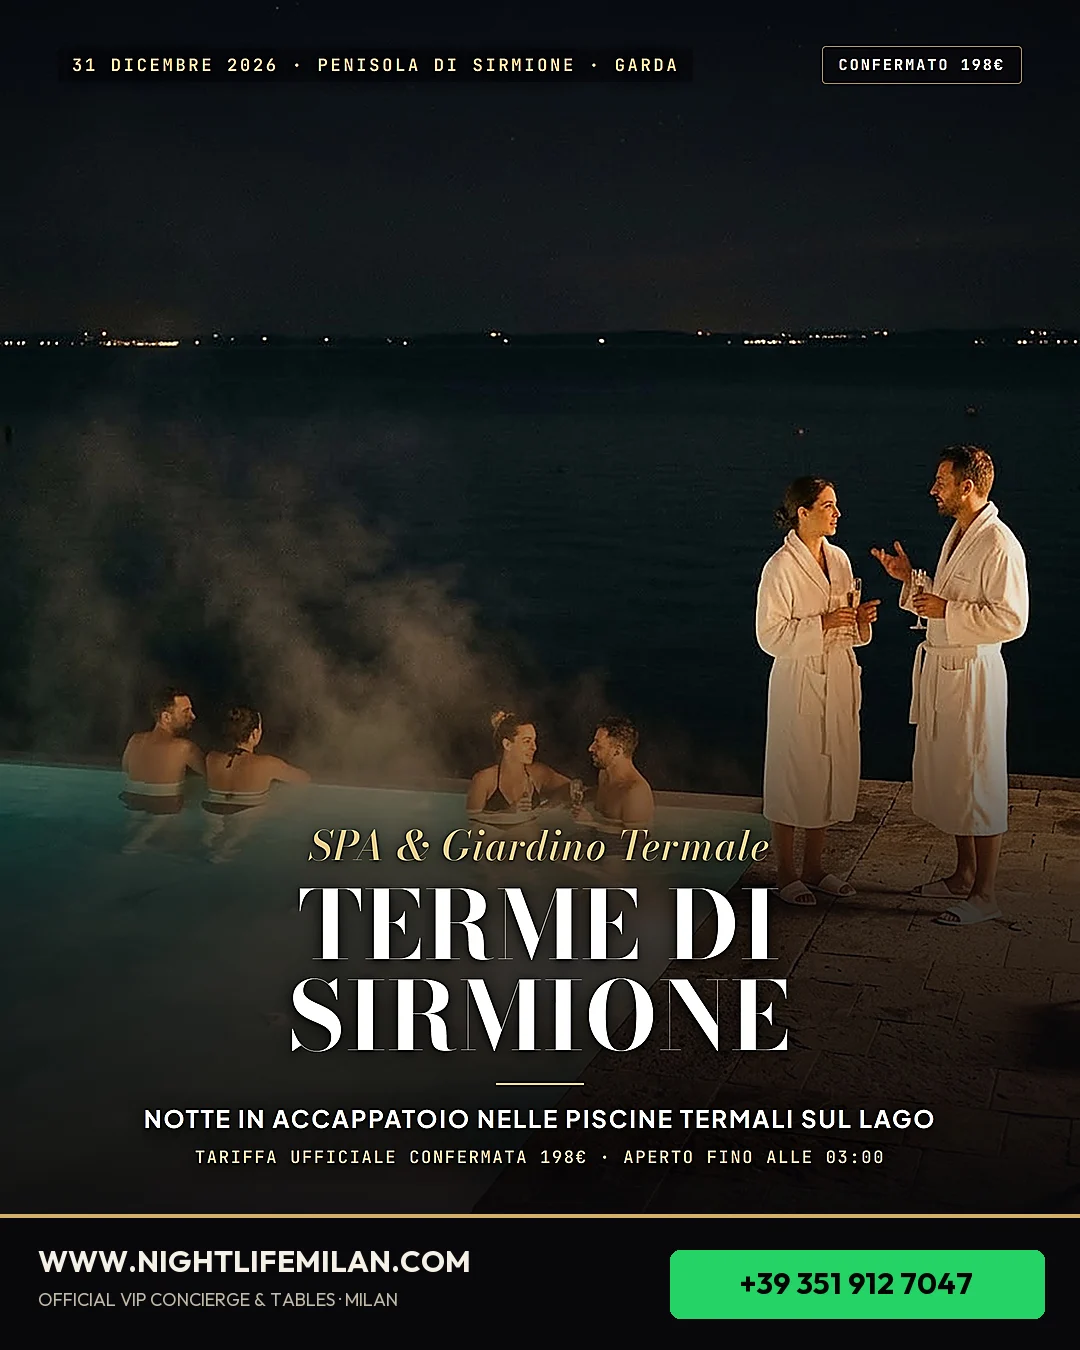 31 DICEMBRE 2026 · PENISOLA DI SIRMIONE · GARDA
CONFERMATO 198€
SPA & Giardino Termale
TERME DI
SIRMIONE
NOTTE IN ACCAPPATOIO NELLE PISCINE TERMALI SUL LAGO
TARIFFA UFFICIALE CONFERMATA 198€ · APERTO FINO ALLE 03:00
WWW.NIGHTLIFEMILAN.COM
OFFICIAL VIP CONCIERGE & TABLES · MILAN
+39 351 912 7047